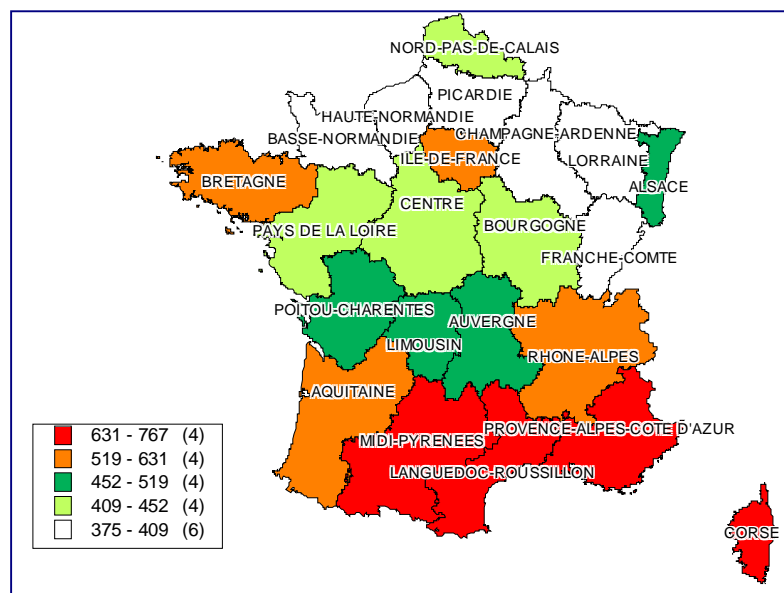 NORD-PAS-DE-CALAIS
PICARDIE
HAUTE-NORMANDIE
CHAMPAGNE-ARDENNE
BASSE-NORMANDIE
ILE-DE-FRANCE
LORRAINE
BRETAGNE
ALSACE
CENTRE
PAYS DE LA LOIRE
BOURGOGNE
FRANCHE-COMTE
POITOU-CHARENTES
AUVERGNE
LIMOUSIN
RHONE-ALPES
AQUITAINE
PROVENCE-ALPES-COTE D'AZUR
MIDI-PYRENEES
LANGUEDOC-ROUSSILLON
CORSE
631 - 767 (4)
519 - 631 (4)
452 - 519 (4)
409 - 452 (4)
375 - 409 (6)